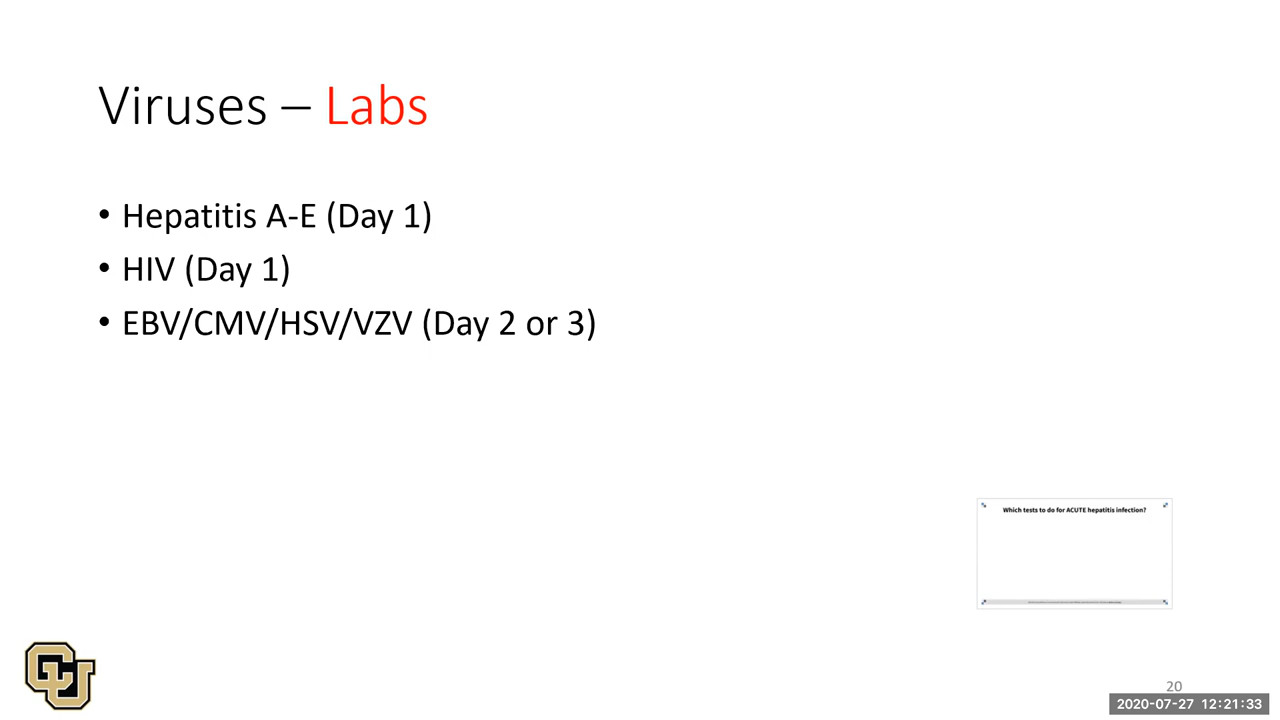 Viruses – Labs
• Hepatitis A-E (Day 1)
• HIV (Day 1)
• EBV/CMV/HSV/VZV (Day 2 or 3)
Which tests to do for ACUTE hepatitis infection?
CU
20
2020-07-27 12:21:33